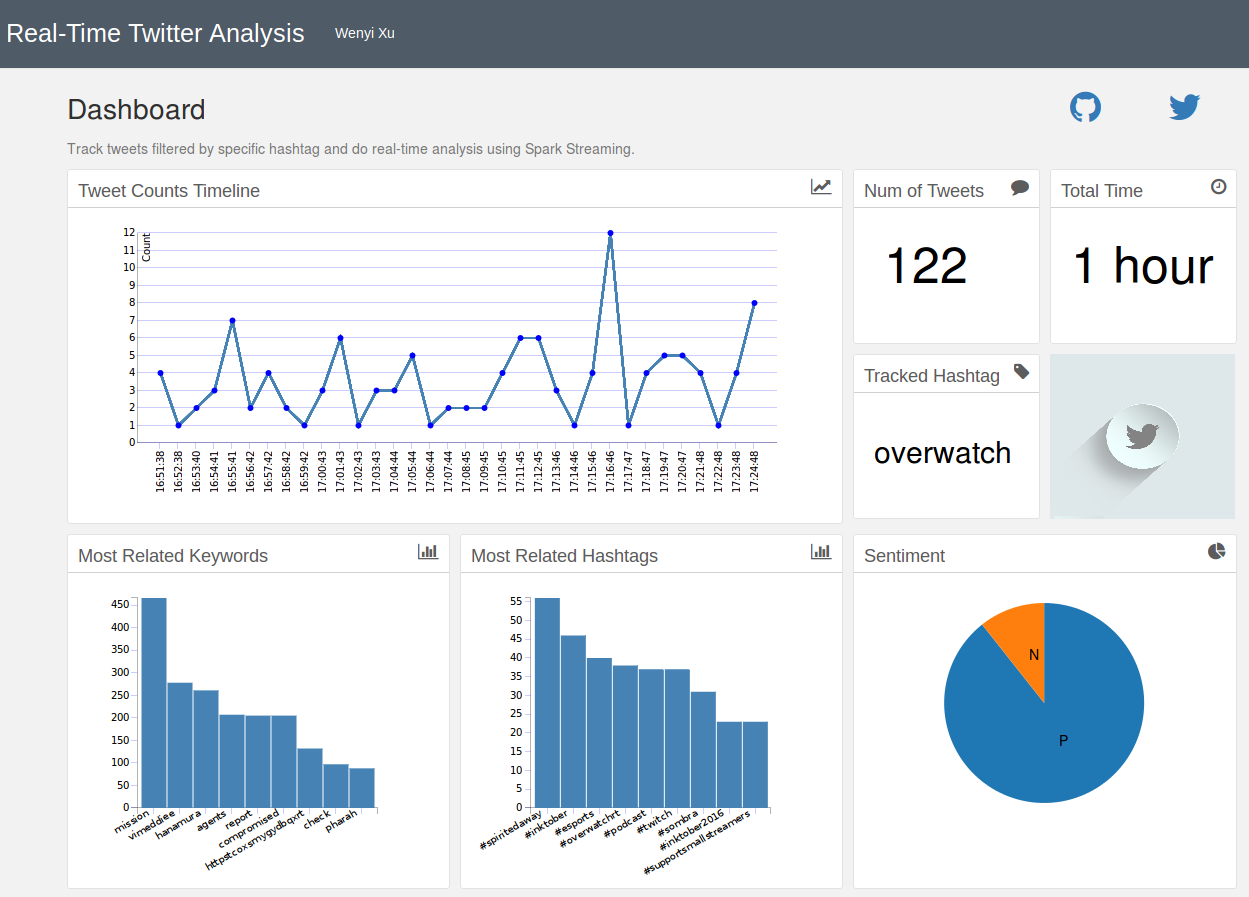 Real-Time Twitter Analysis Wenyi Xu
Dashboard
Track tweets filtered by specific hashtag and do real-time analysis using Spark Streaming.
Tweet Counts Timeline
Count
12
11
10
9
8
7
6
5
4
3
2
1
0
16:51:38
16:52:38
16:53:40
16:54:41
16:55:41
16:56:42
16:57:42
16:58:42
16:59:42
17:00:43
17:01:43
17:02:43
17:03:43
17:04:44
17:05:44
17:06:44
17:07:44
17:08:45
17:09:45
17:10:45
17:11:45
17:12:45
17:13:46
17:14:46
17:15:46
17:16:46
17:17:47
17:18:47
17:19:47
17:20:47
17:21:48
17:22:48
17:23:48
17:24:48
Num of Tweets
122
Total Time
1 hour
Tracked Hashtag
overwatch
Most Related Keywords
450
400
350
300
250
200
150
100
50
0
mission
vimeddiee
hanamura
agents
report
compromised
httpstcoxsmygydbqxrt
check
pharah
Most Related Hashtags
55
50
45
40
35
30
25
20
15
10
5
0
#spiritedaway
#inktober
#esports
#overwatchrt
#podcast
#twitch
#sombra
#inktober2016
#supportsmallstreamers
Sentiment
N
P